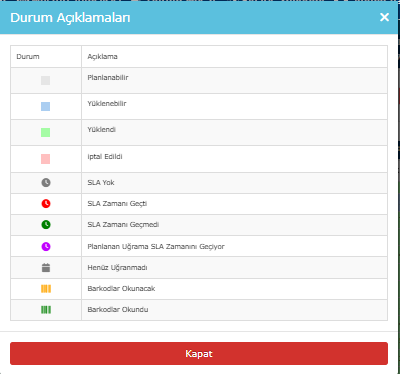 Durum Açıklamaları
Durum Açıklama
Planlanabilir
Yüklenebilir
Yüklendi
iptal Edildi
SLA Yok
SLA Zamanı Geçti
SLA Zamanı Geçmedi
Planlanan Uğrama SLA Zamanını Geçiyor
Henüz Uğranmadı
Barkodlar Okunacak
Barkodlar Okundu
Kapat